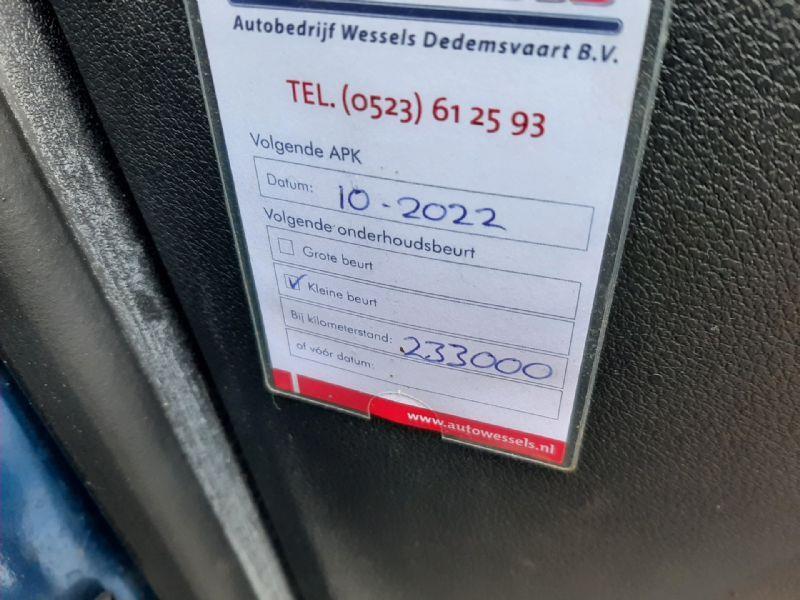 Autobedrijf Wessels Dedemsvaart B.V.
TEL. (0523) 61 25 93
Volgende APK
Datum: 10-2022
Volgende onderhoudsbeurt
Grote beurt
Kleine beurt
Bij kilometerstand: 233000
of vóór datum:
www.autowessels.nl